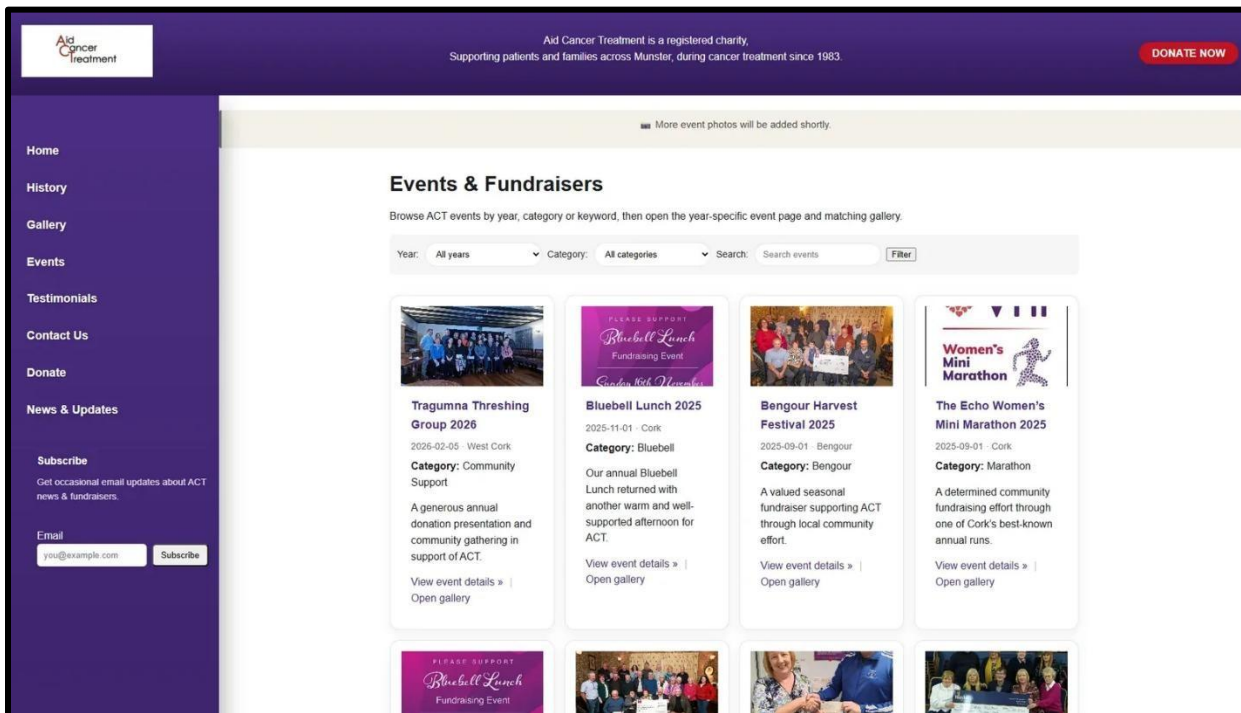 Aid
Cancer
Treatment
Aid Cancer Treatment is a registered charity,
Supporting patients and families across Munster, during cancer treatment since 1983.
DONATE NOW
Home
History
Gallery
Events
Testimonials
Contact Us
Donate
News & Updates
Subscribe
Get occasional email updates about ACT
news & fundraisers.
Email
you@example.com
Subscribe
More event photos will be added shortly.
Events & Fundraisers
Browse ACT events by year, category or keyword, then open the year-specific event page and matching gallery.
Year: All years Category: All categories Search: Search events Filter
Tragumna Threshing
Group 2026
2026-02-05 · West Cork
Category: Community
Support
A generous annual
donation presentation and
community gathering in
support of ACT.
View event details » |
Open gallery
PLEASE SUPPORT
Bluebell Lunch
Fundraising Event
Sunday 16th November
Bluebell Lunch 2025
2025-11-01 · Cork
Category: Bluebell
Our annual Bluebell
Lunch returned with
another warm and well-
supported afternoon for
ACT.
View event details » |
Open gallery
Bengour Harvest
Festival 2025
2025-09-01 · Bengour
Category: Bengour
A valued seasonal
fundraiser supporting ACT
through local community
effort.
View event details » |
Open gallery
Women's
Mini
Marathon
The Echo Women's
Mini Marathon 2025
2025-09-01 · Cork
Category: Marathon
A determined community
fundraising effort through
one of Cork's best-known
annual runs.
View event details » |
Open gallery
PLEASE SUPPORT
Bluebell Lunch
Fundraising Event